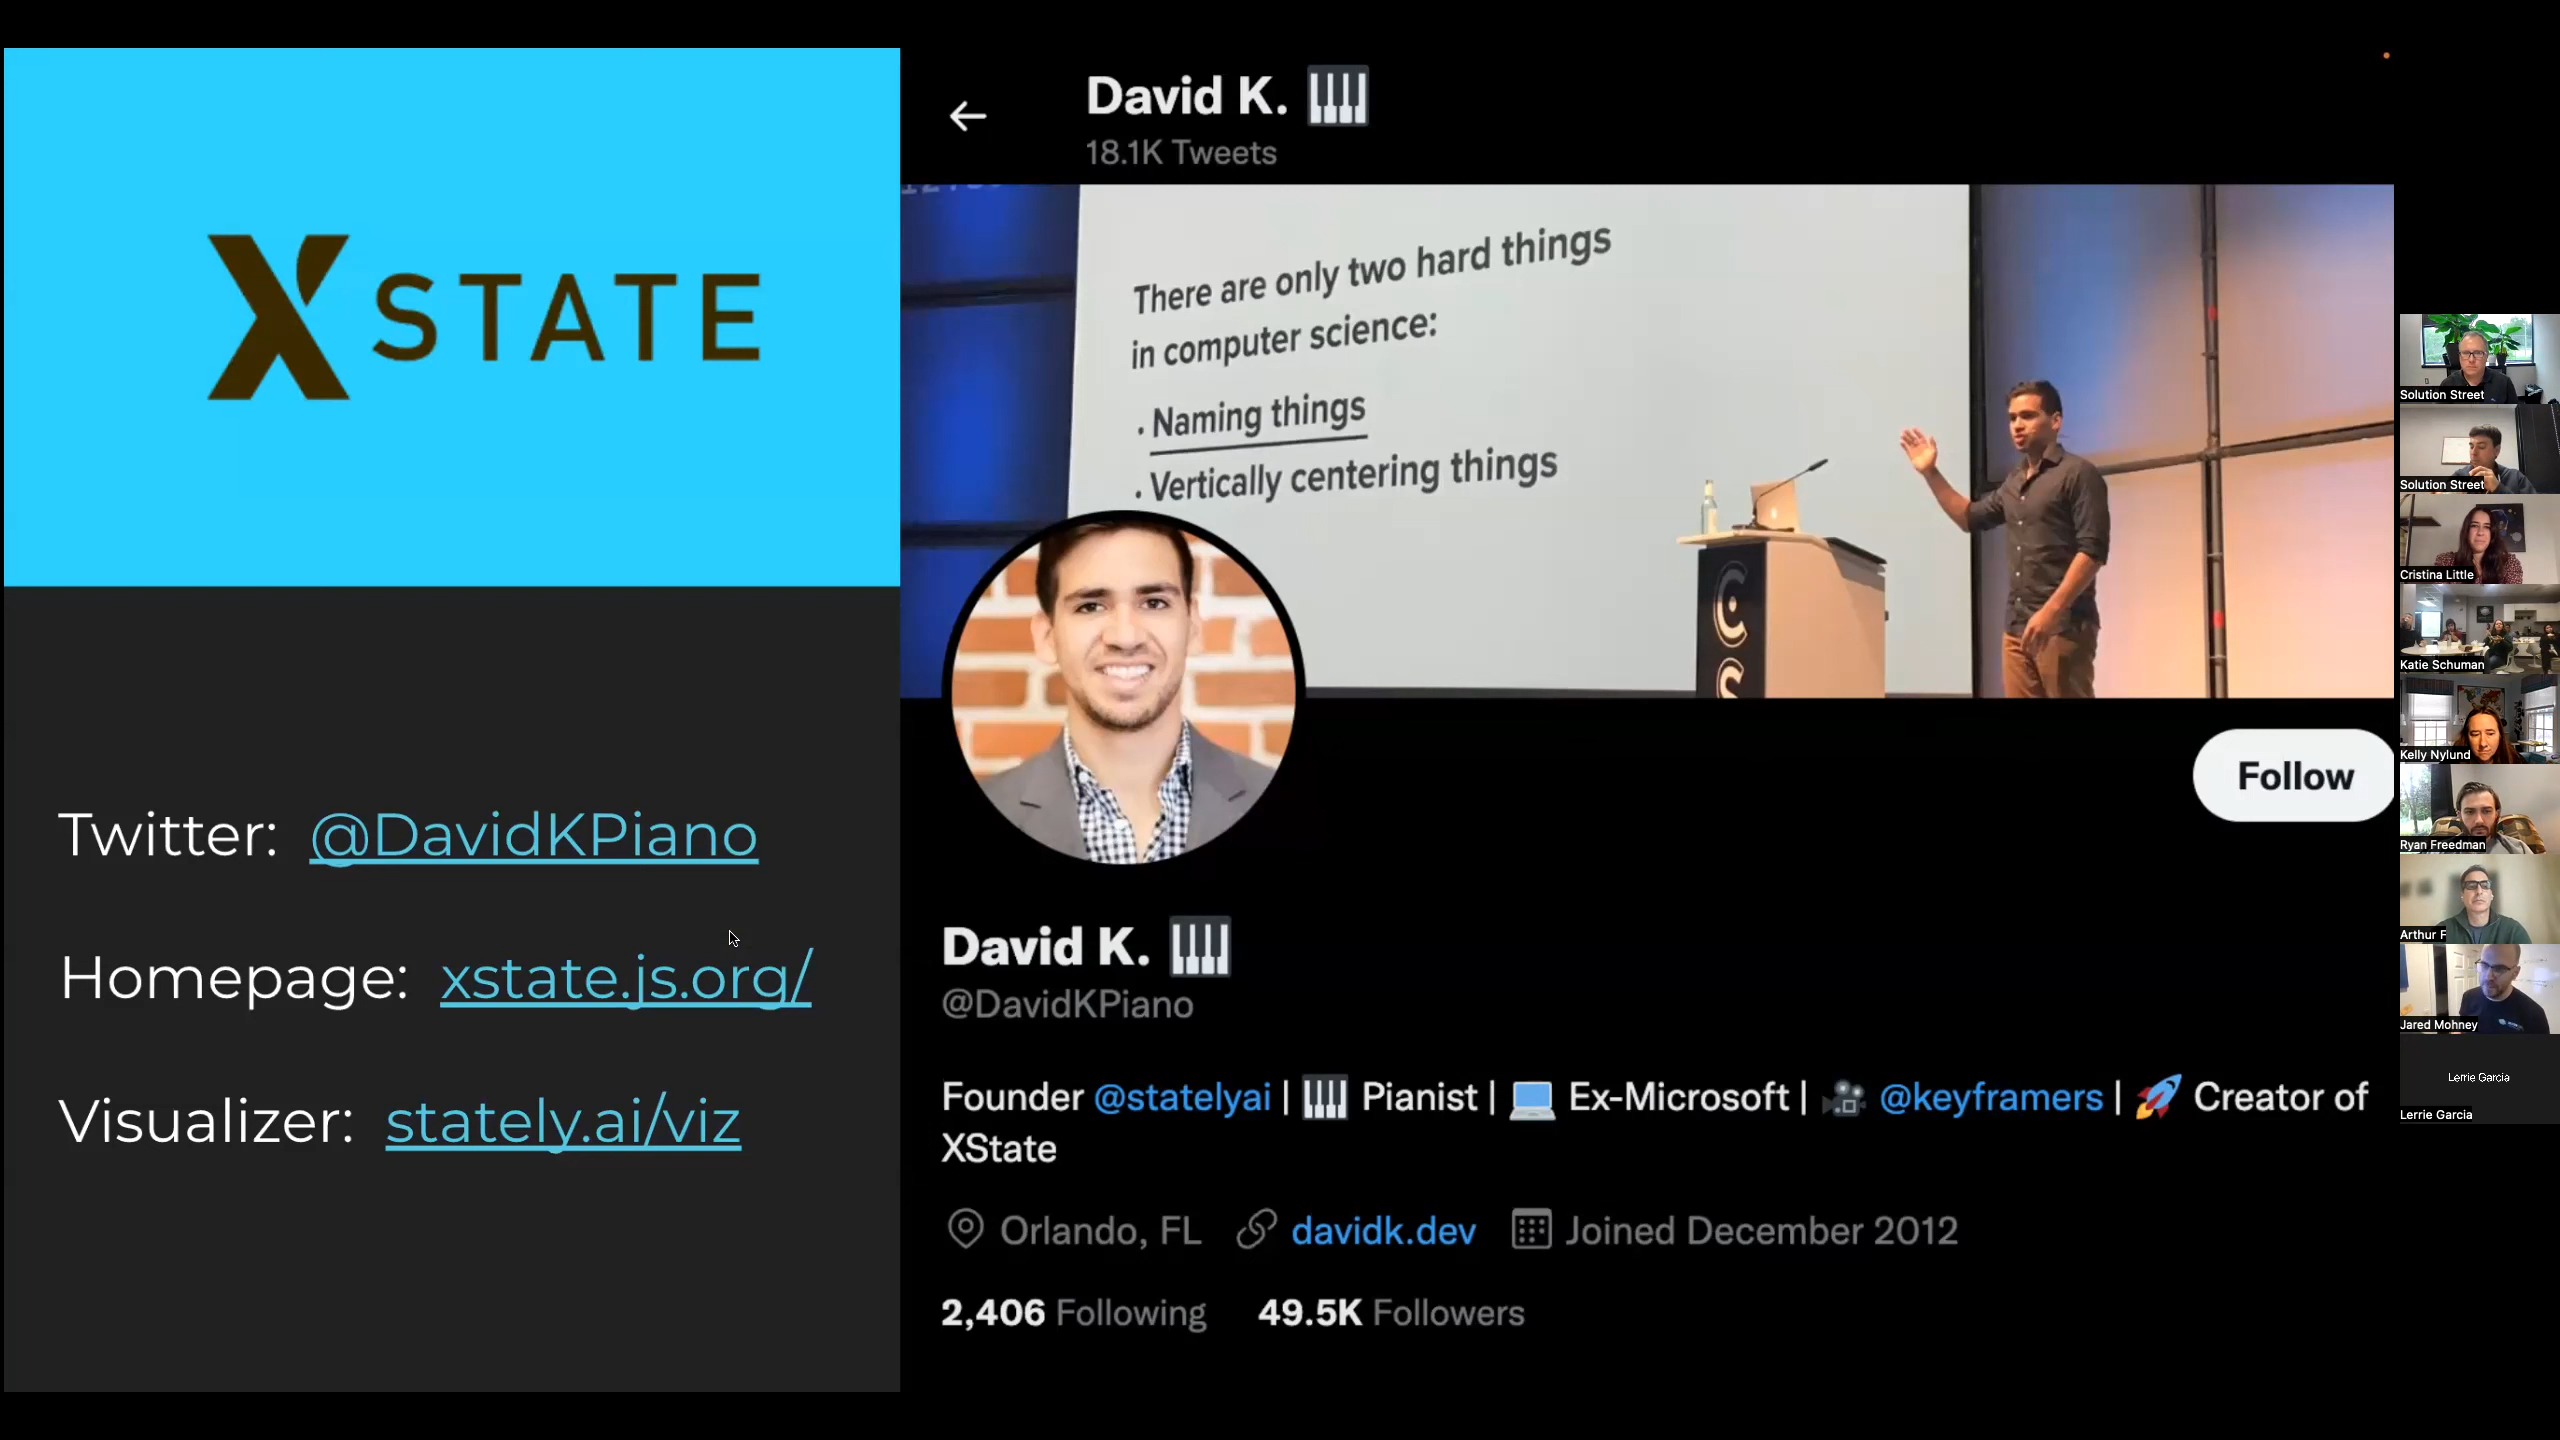 X STATE
Twitter: @DavidKPiano
Homepage: xstate.js.org/
Visualizer: stately.ai/viz
David K.
18.1K Tweets
There are only two hard things
in computer science:
· Naming things
· Vertically centering things
C
S
Follow
David K.
@DavidKPiano
Founder @statelyai | Pianist | Ex-Microsoft | @keyframers | Creator of
XState
Orlando, FL davidk.dev Joined December 2012
2,406 Following 49.5K Followers
Solution Street
Solution Street
Cristina Little
Katie Schuman
Kelly Nylund
Ryan Freedman
Arthur F
Jared Mohney
Lerrie Garcia
Lerrie Garcia